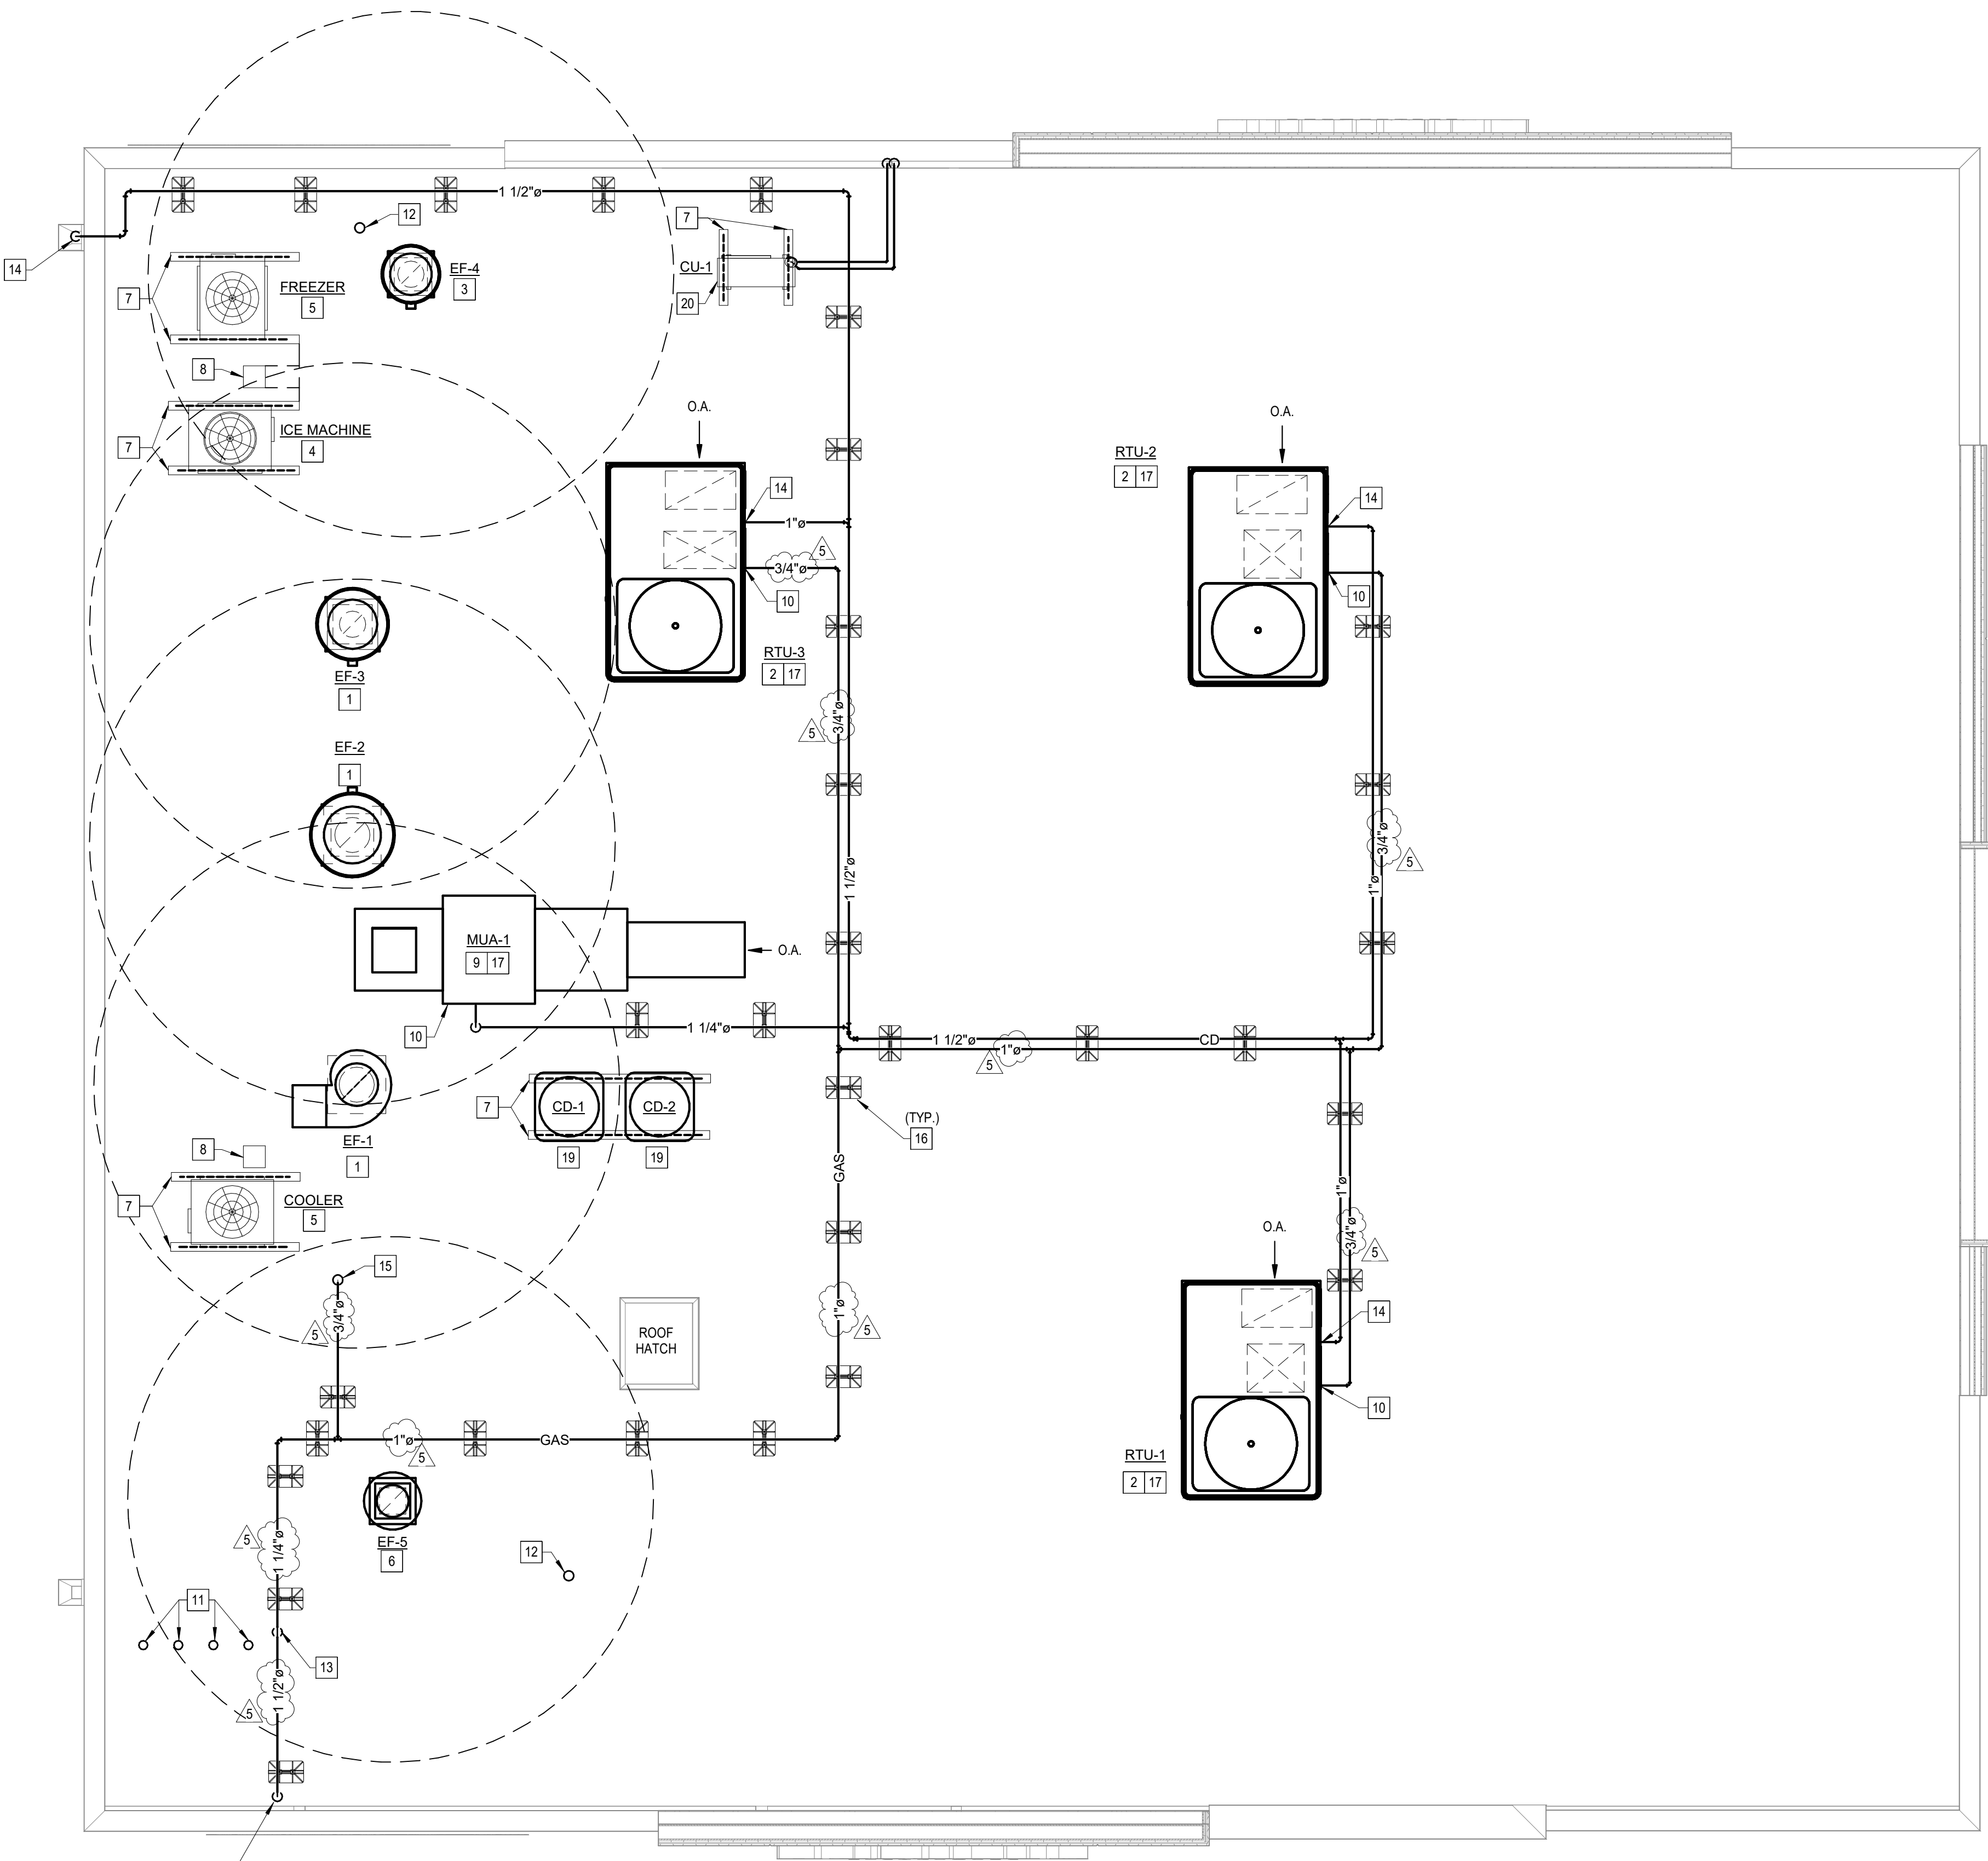 1 1/2"ø
12
7
14
EF-4
3
CU-1
20
7
FREEZER
5
8
O.A.
O.A.
ICE MACHINE
4
7
RTU-2
2 17
14
14
1"ø
5
3/4"ø
10
10
RTU-3
2 17
EF-3
1
3/4"ø
5
EF-2
1
3/4"ø
5
1 1/2"ø
1"ø
MUA-1
9 17
O.A.
10
1 1/4"ø
1 1/2"ø
CD
1"ø
5
7
CD-1
CD-2
(TYP.)
16
EF-1
1
19
19
8
GAS
7
COOLER
5
1"ø
3/4"ø
5
O.A.
15
3/4"ø
5
1"ø
5
14
ROOF
HATCH
10
1"ø
5
GAS
RTU-1
2 17
EF-5
6
5
1 1/4"ø
12
11
13
1 1/2"ø
5